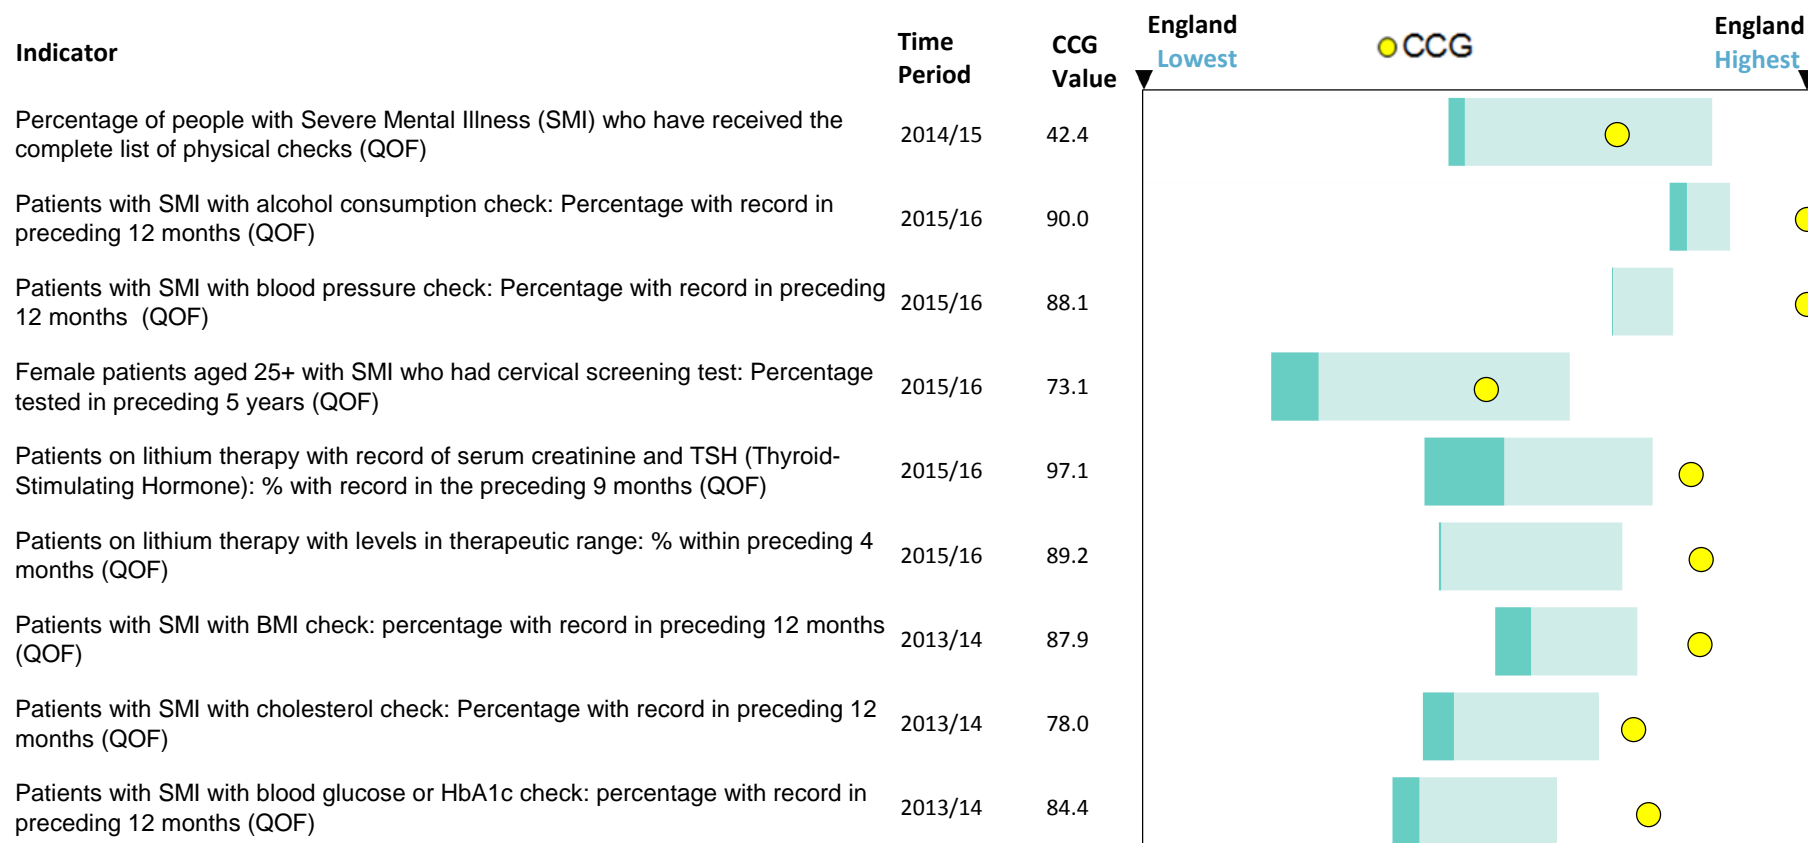 Indicator
Time
Period
CCG
Value
England
Lowest
CCG
England
Highest
Percentage of people with Severe Mental Illness (SMI) who have received the
complete list of physical checks (QOF)
2014/15
42.4
Patients with SMI with alcohol consumption check: Percentage with record in
preceding 12 months (QOF)
2015/16
90.0
Patients with SMI with blood pressure check: Percentage with record in preceding
12 months  (QOF)
2015/16
88.1
Female patients aged 25+ with SMI who had cervical screening test: Percentage
tested in preceding 5 years (QOF)
2015/16
73.1
Patients on lithium therapy with record of serum creatinine and TSH (Thyroid-
Stimulating Hormone): % with record in the preceding 9 months (QOF)
2015/16
97.1
Patients on lithium therapy with levels in therapeutic range: % within preceding 4
months (QOF)
2015/16
89.2
Patients with SMI with BMI check: percentage with record in preceding 12 months
(QOF)
2013/14
87.9
Patients with SMI with cholesterol check: Percentage with record in preceding 12
months (QOF)
2013/14
78.0
Patients with SMI with blood glucose or HbA1c check: percentage with record in
preceding 12 months (QOF)
2013/14
84.4